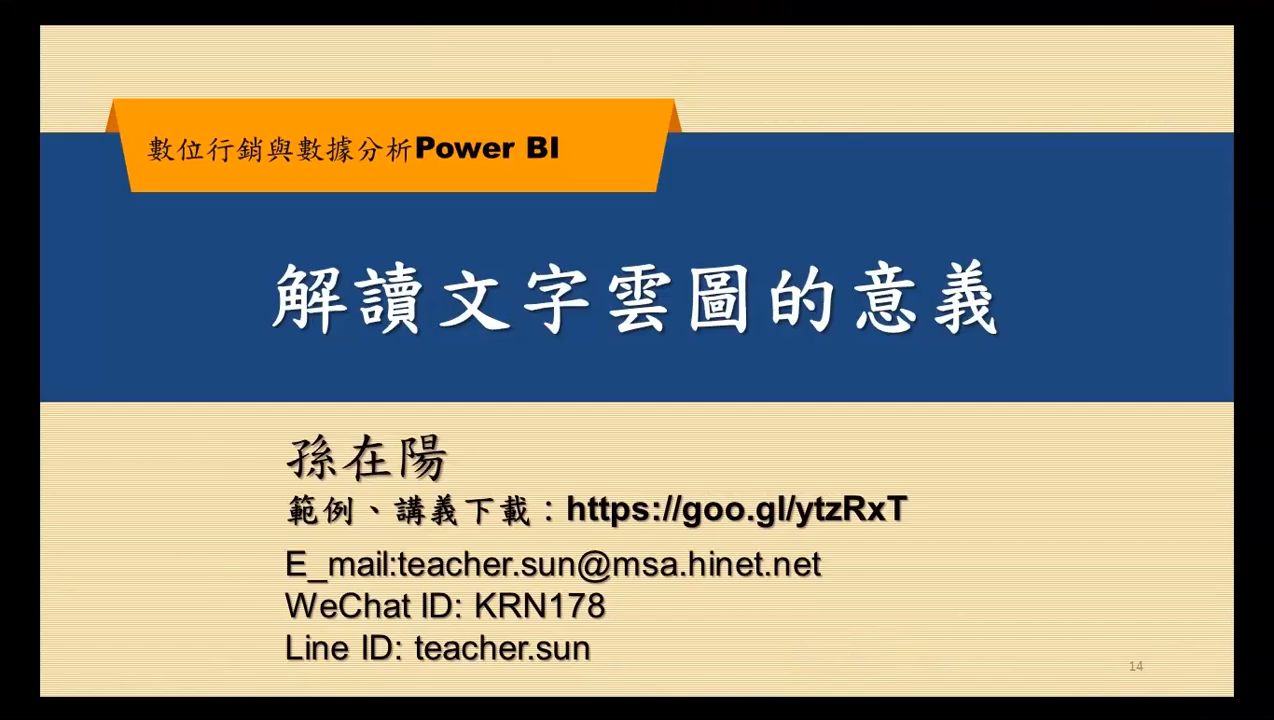 數位行銷與數據分析Power BI
解讀文字雲圖的意義
孫在陽
範例、講義下載：https://goo.gl/ytzRxT
E_mail:teacher.sun@msa.hinet.net
WeChat ID: KRN178
Line ID: teacher.sun
14